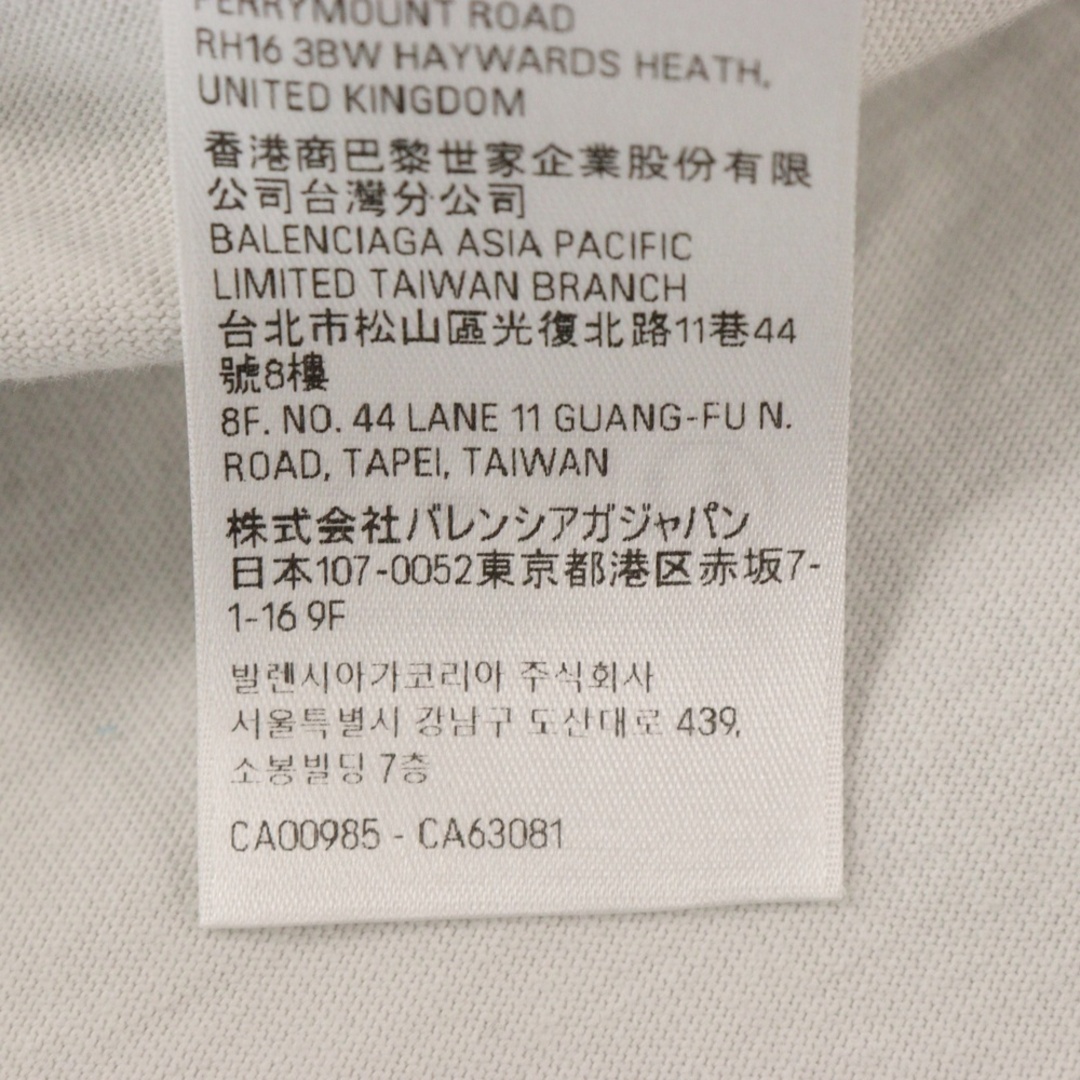 PERRYMOUNT ROAD
RH16 3BW HAYWARDS HEATH,
UNITED KINGDOM
香港商巴黎世家企業股份有限
公司台灣分公司
BALENCIAGA ASIA PACIFIC
LIMITED TAIWAN BRANCH
台北市松山區光復北路11巷44
號8樓
8F. NO. 44 LANE 11 GUANG-FU N.
ROAD, TAPEI, TAIWAN
株式会社バレンシアガジャパン
日本107-0052東京都港区赤坂7-
1-16 9F
발렌시아가코리아 주식회사
서울특별시 강남구 도산대로 439,
소봉빌딩 7층
CA00985 - CA63081